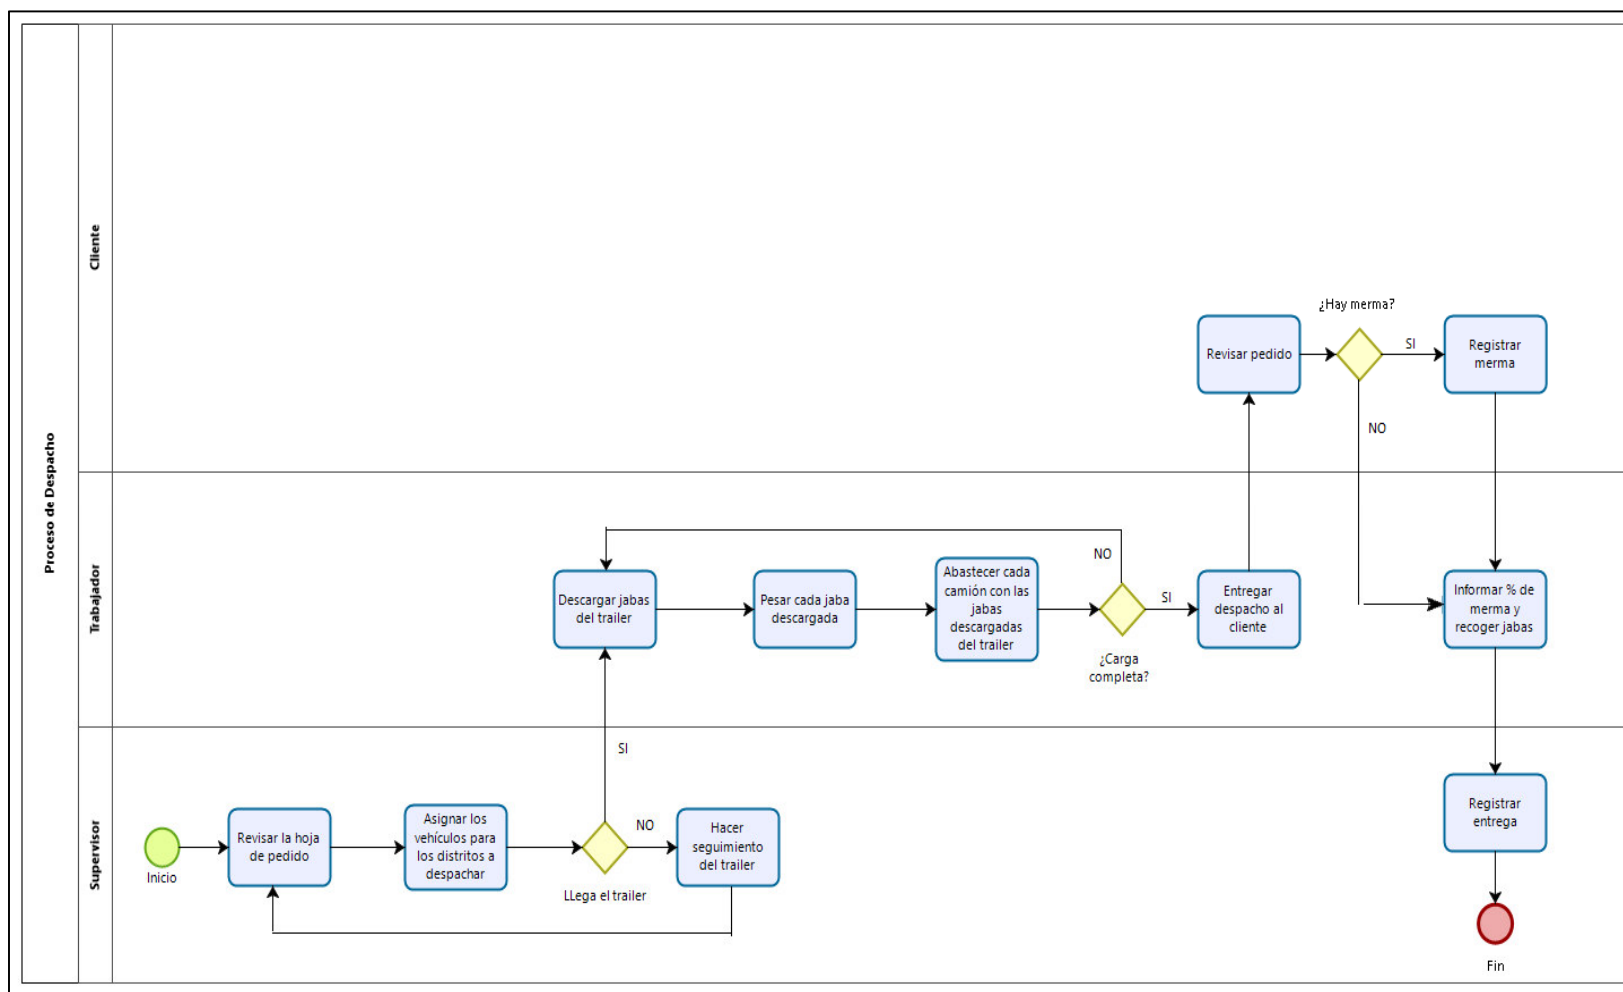 Proceso de Despacho
Cliente
¿Hay merma?
Revisar pedido
SI
Registrar
merma
NO
Trabajador
NO
Descargar jabas
del trailer
Pesar cada jaba
descargada
Abastecer cada
camión con las
jabas
descargadas
del trailer
SI
¿Carga
completa?
Entregar
despacho al
cliente
Informar % de
merma y
recoger jabas
Supervisor
SI
Inicio
Revisar la hoja
de pedido
Asignar los
vehículos para
los distritos a
despachar
NO
LLega el trailer
Hacer
seguimiento
del trailer
Registrar
entrega
Fin